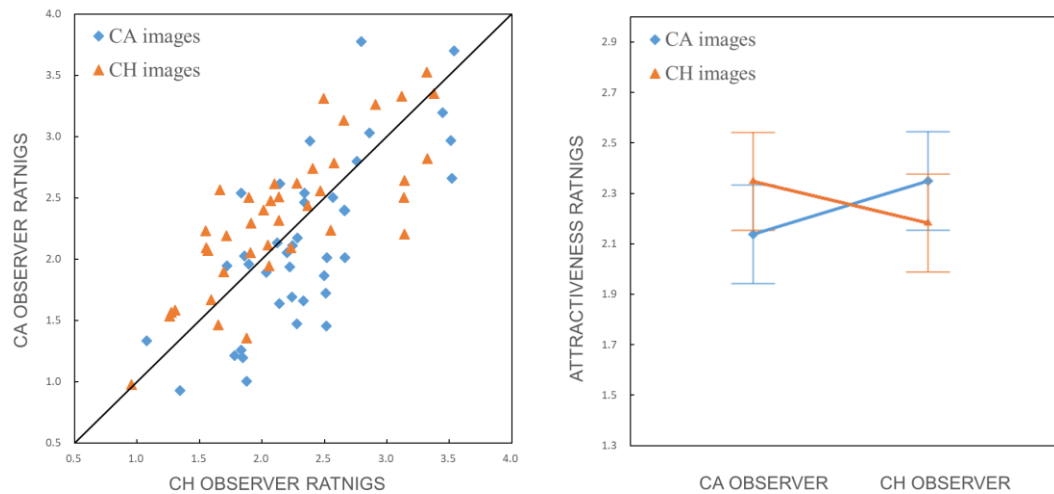 CA OBSERVER RATNIGS
4.0
3.5
3.0
2.5
2.0
1.5
1.0
0.5
CA images
CH images
0.5 1.0 1.5 2.0 2.5 3.0 3.5 4.0
CH OBSERVER RATNIGS
ATTRACTIVENESS RATNIGS
2.9
2.7
2.5
2.3
2.1
1.9
1.7
1.5
1.3
CA images
CH images
CA OBSERVER CH OBSERVER